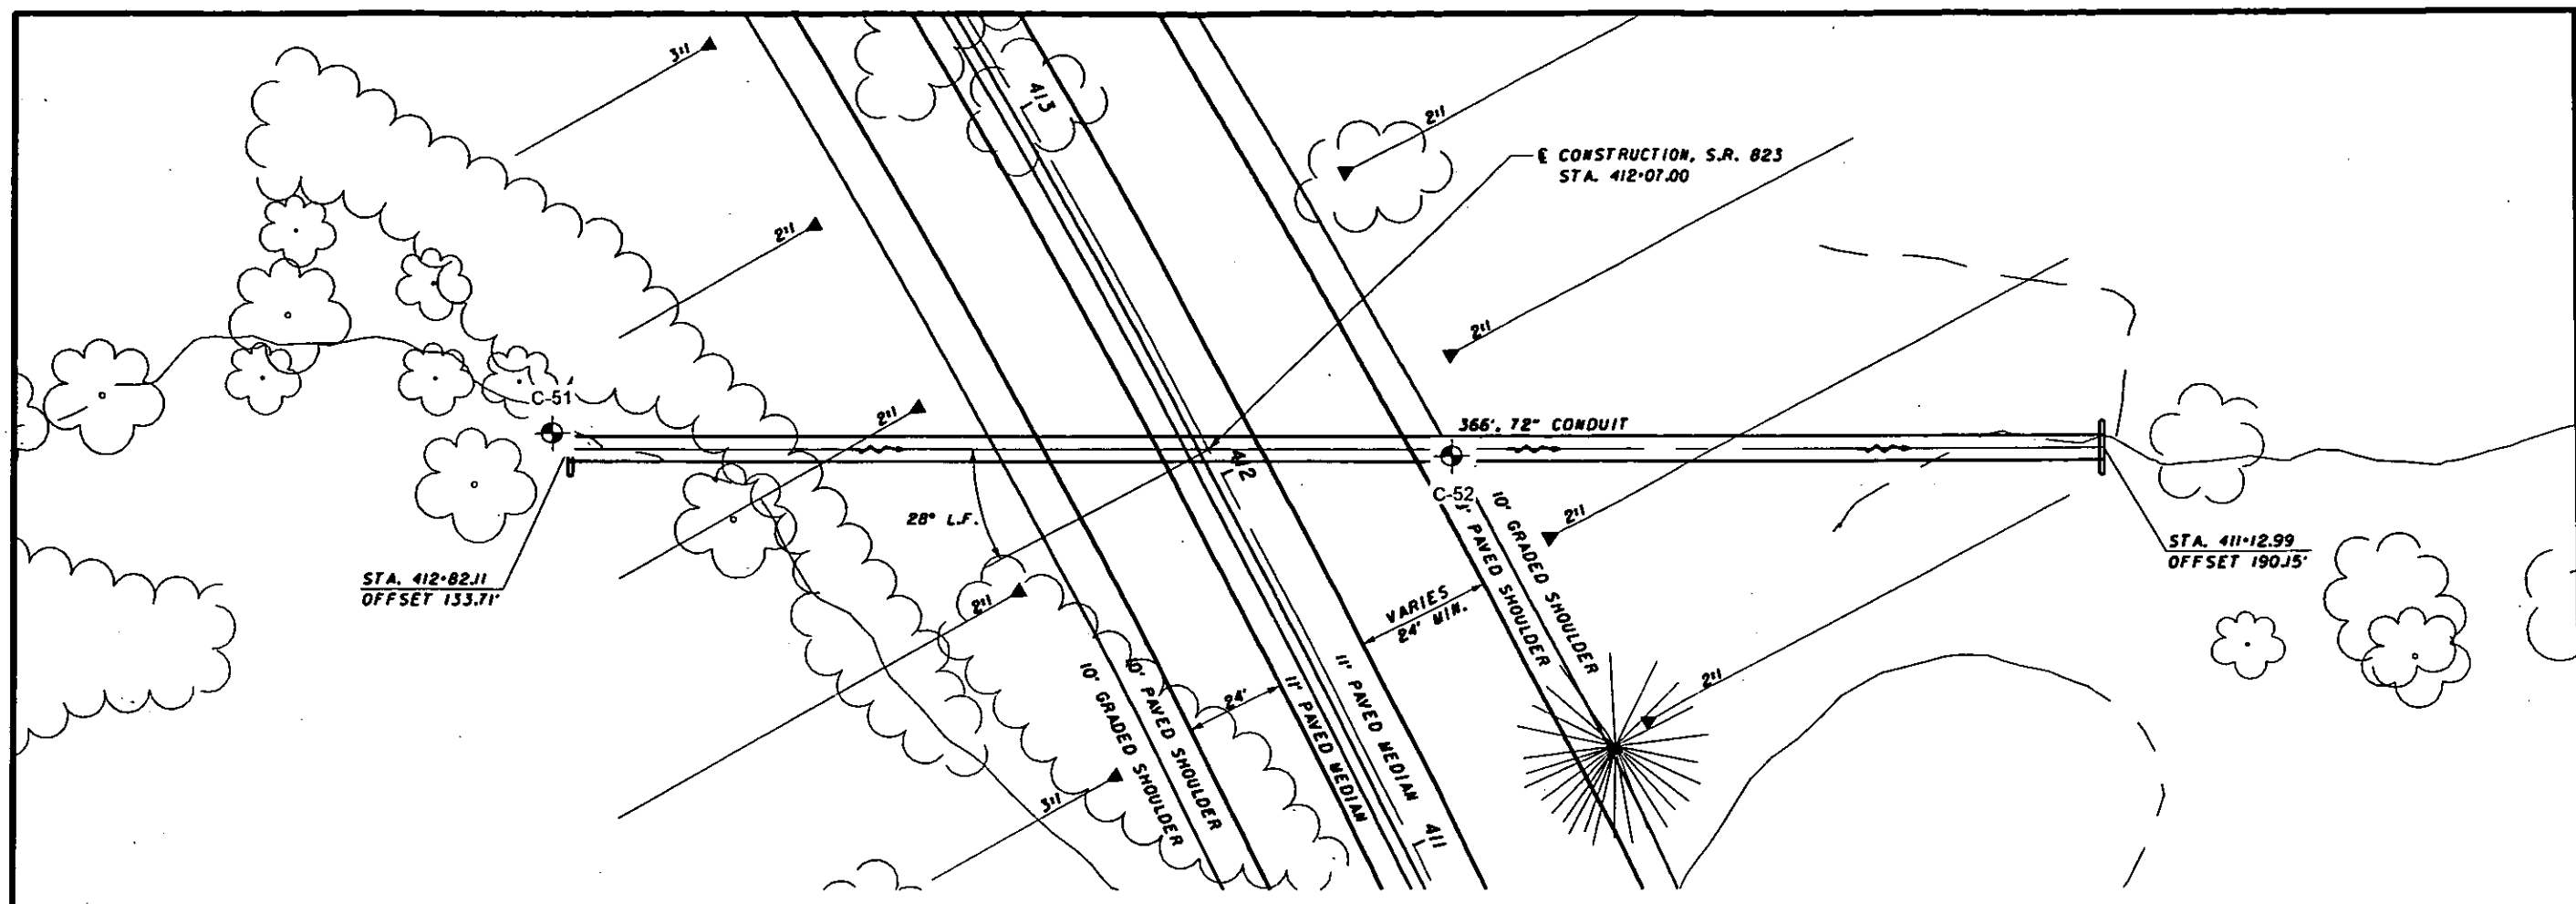 3:1
2:1
413
℄ CONSTRUCTION, S.R. 823
STA. 412+07.00
2:1
2:1
C-51
2:1
366', 72" CONDUIT
412
C-52
28° L.F.
10' GRADED SHOULDER
PAVED SHOULDER
2:1
STA. 411+12.99
OFFSET 190.15'
STA. 412+82.11
OFFSET 133.71'
2:1
VARIES
24' MIN.
2:1
10' GRADED SHOULDER
10' PAVED SHOULDER
24'
11' PAVED MEDIAN
11' PAVED MEDIAN
3:1
411